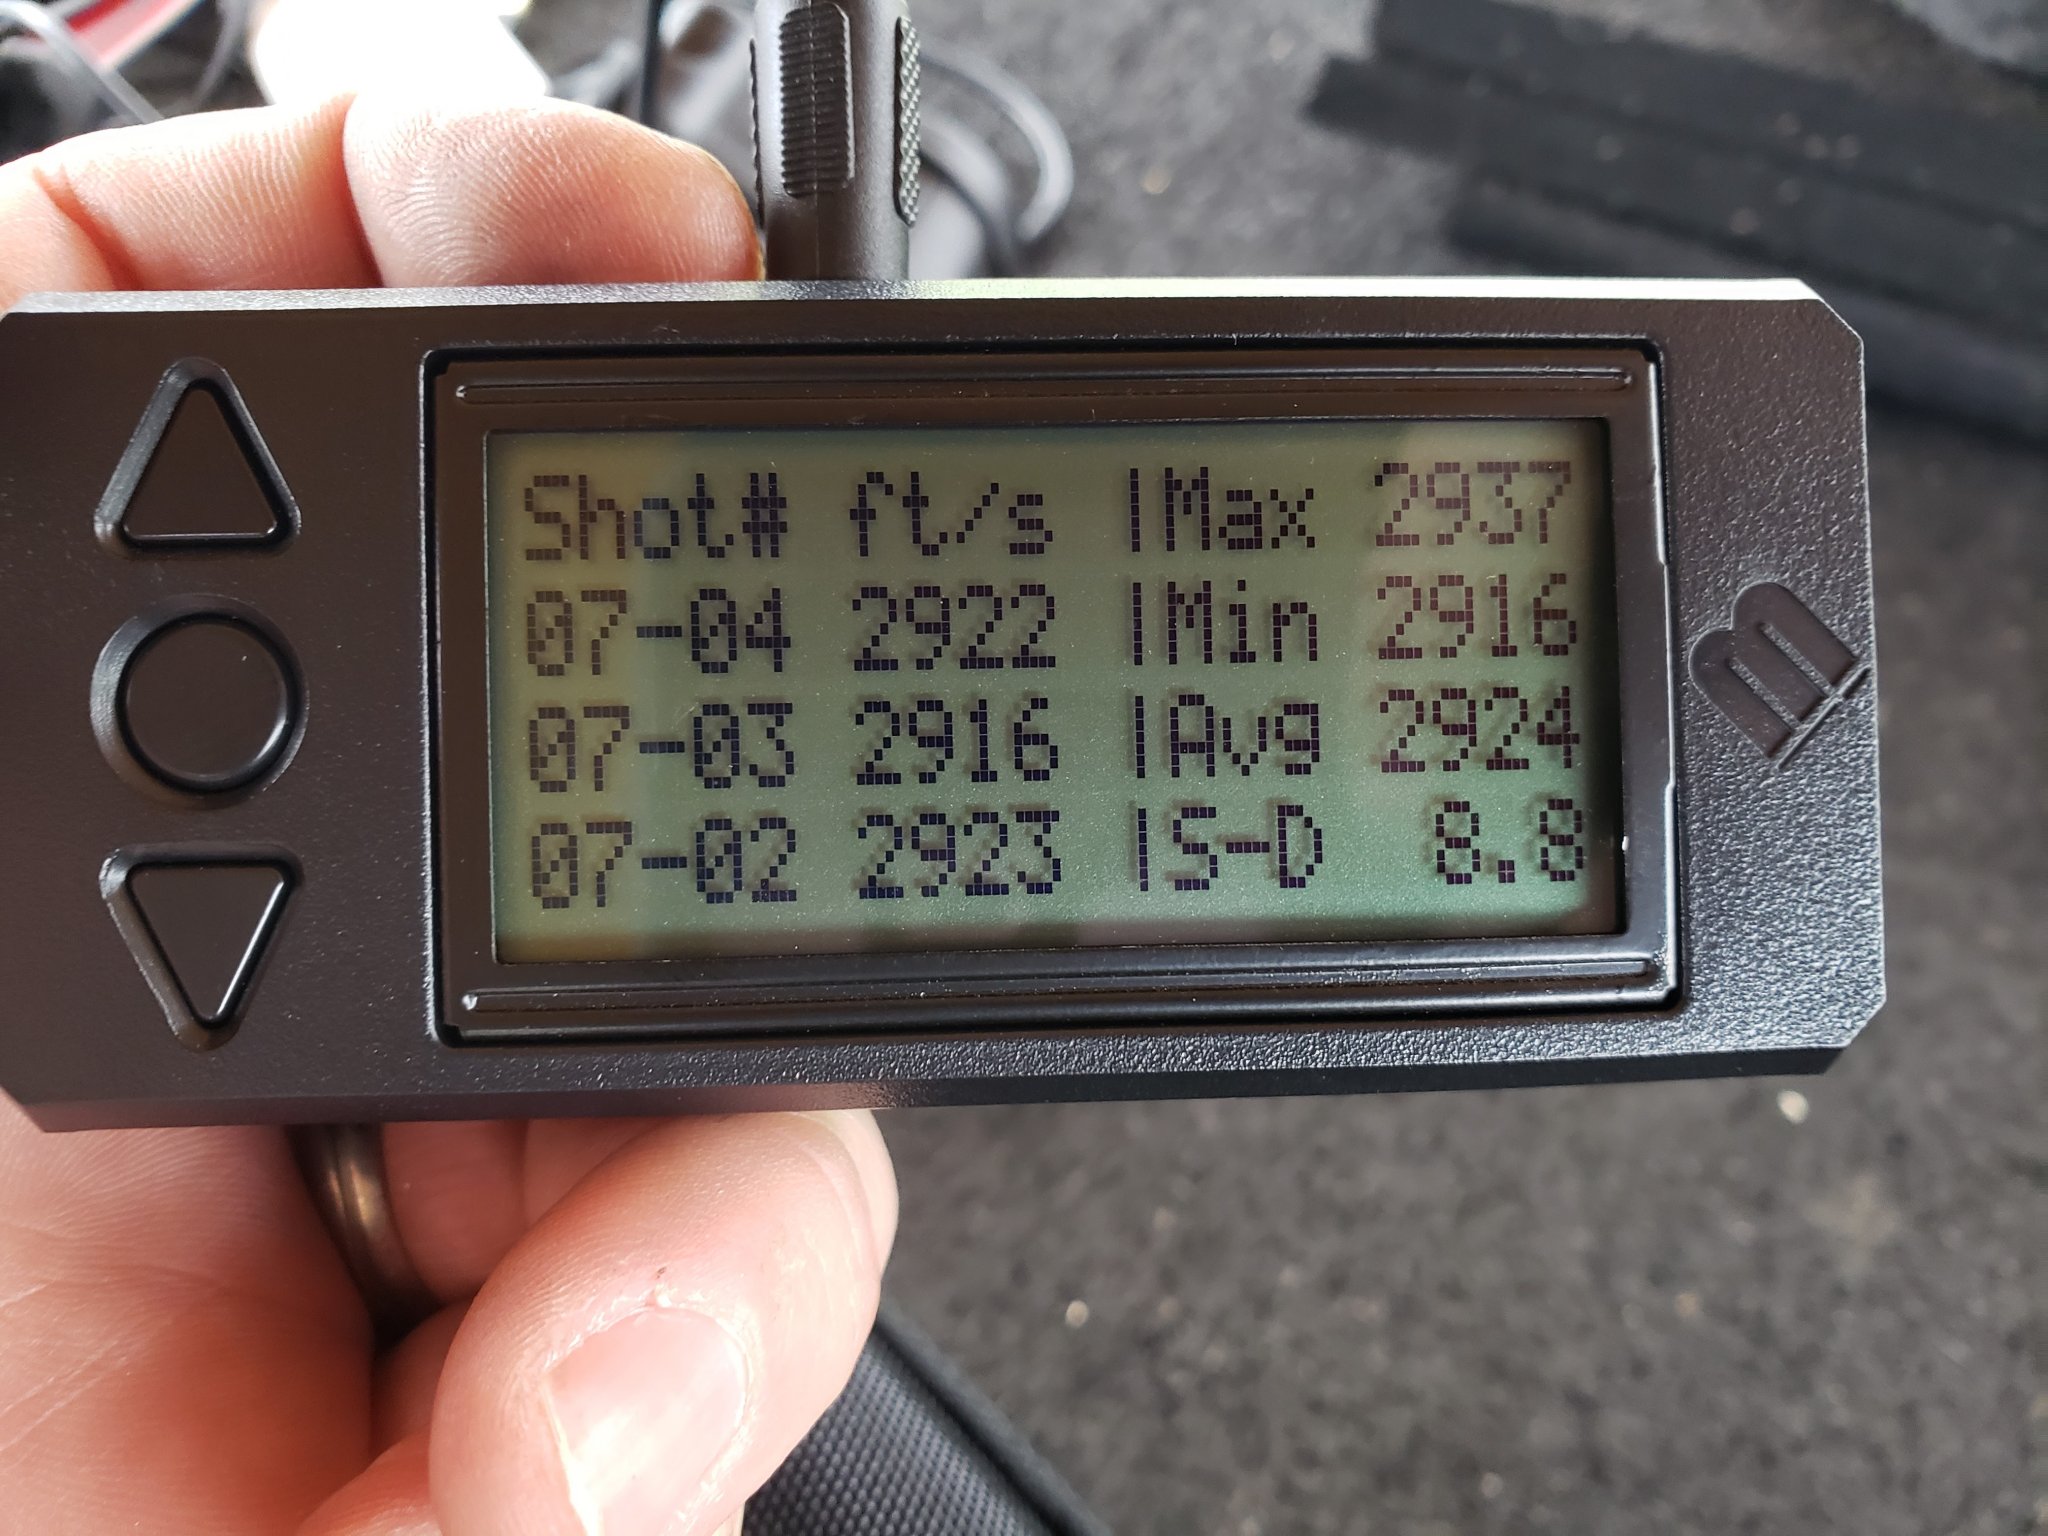 Shot# ft/s |Max 2937
07-04 2922 |Min 2916
07-03 2916 |Avg 2924
07-02 2923 |S-D 8.8